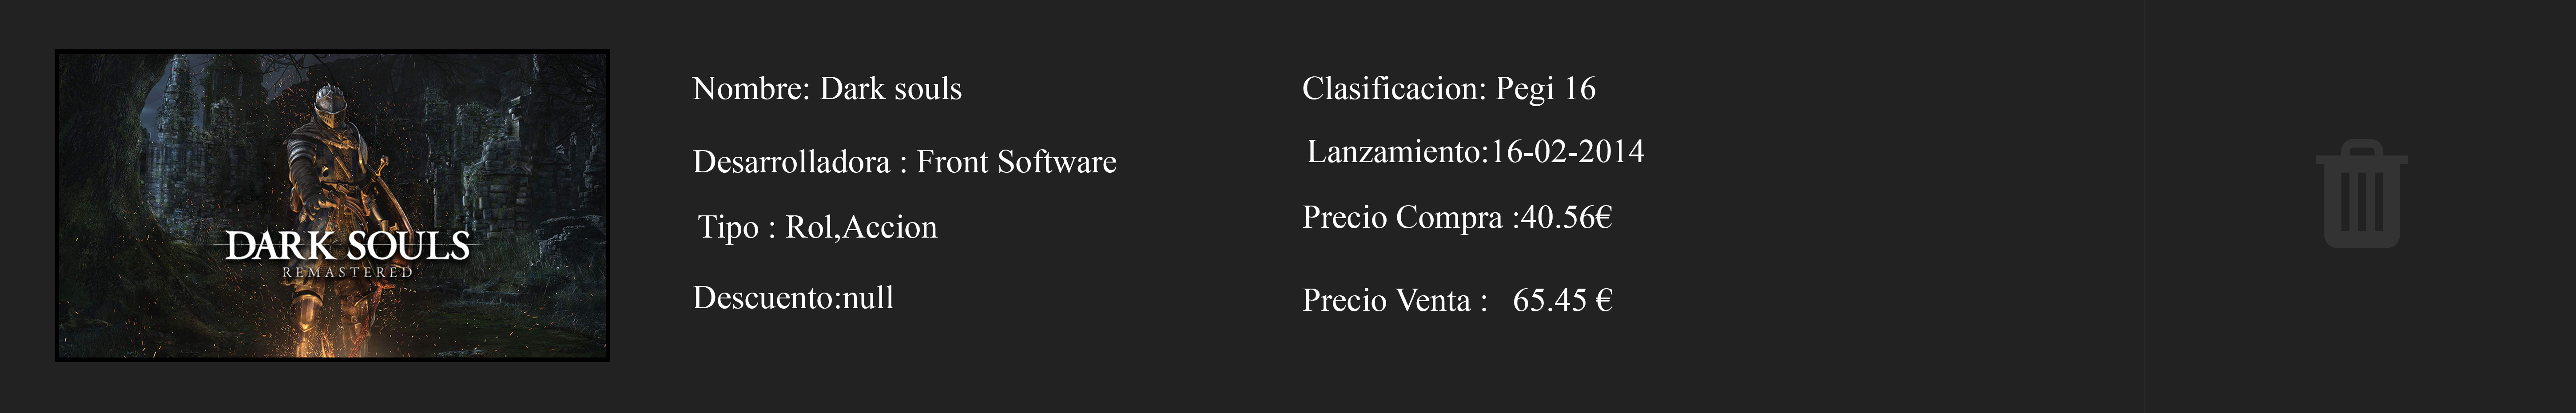 DARK SOULS
REMASTERED
Nombre: Dark souls
Desarrolladora : Front Software
Tipo : Rol,Accion
Descuento:null
Clasificacion: Pegi 16
Lanzamiento:16-02-2014
Precio Compra :40.56€
Precio Venta : 65.45 €